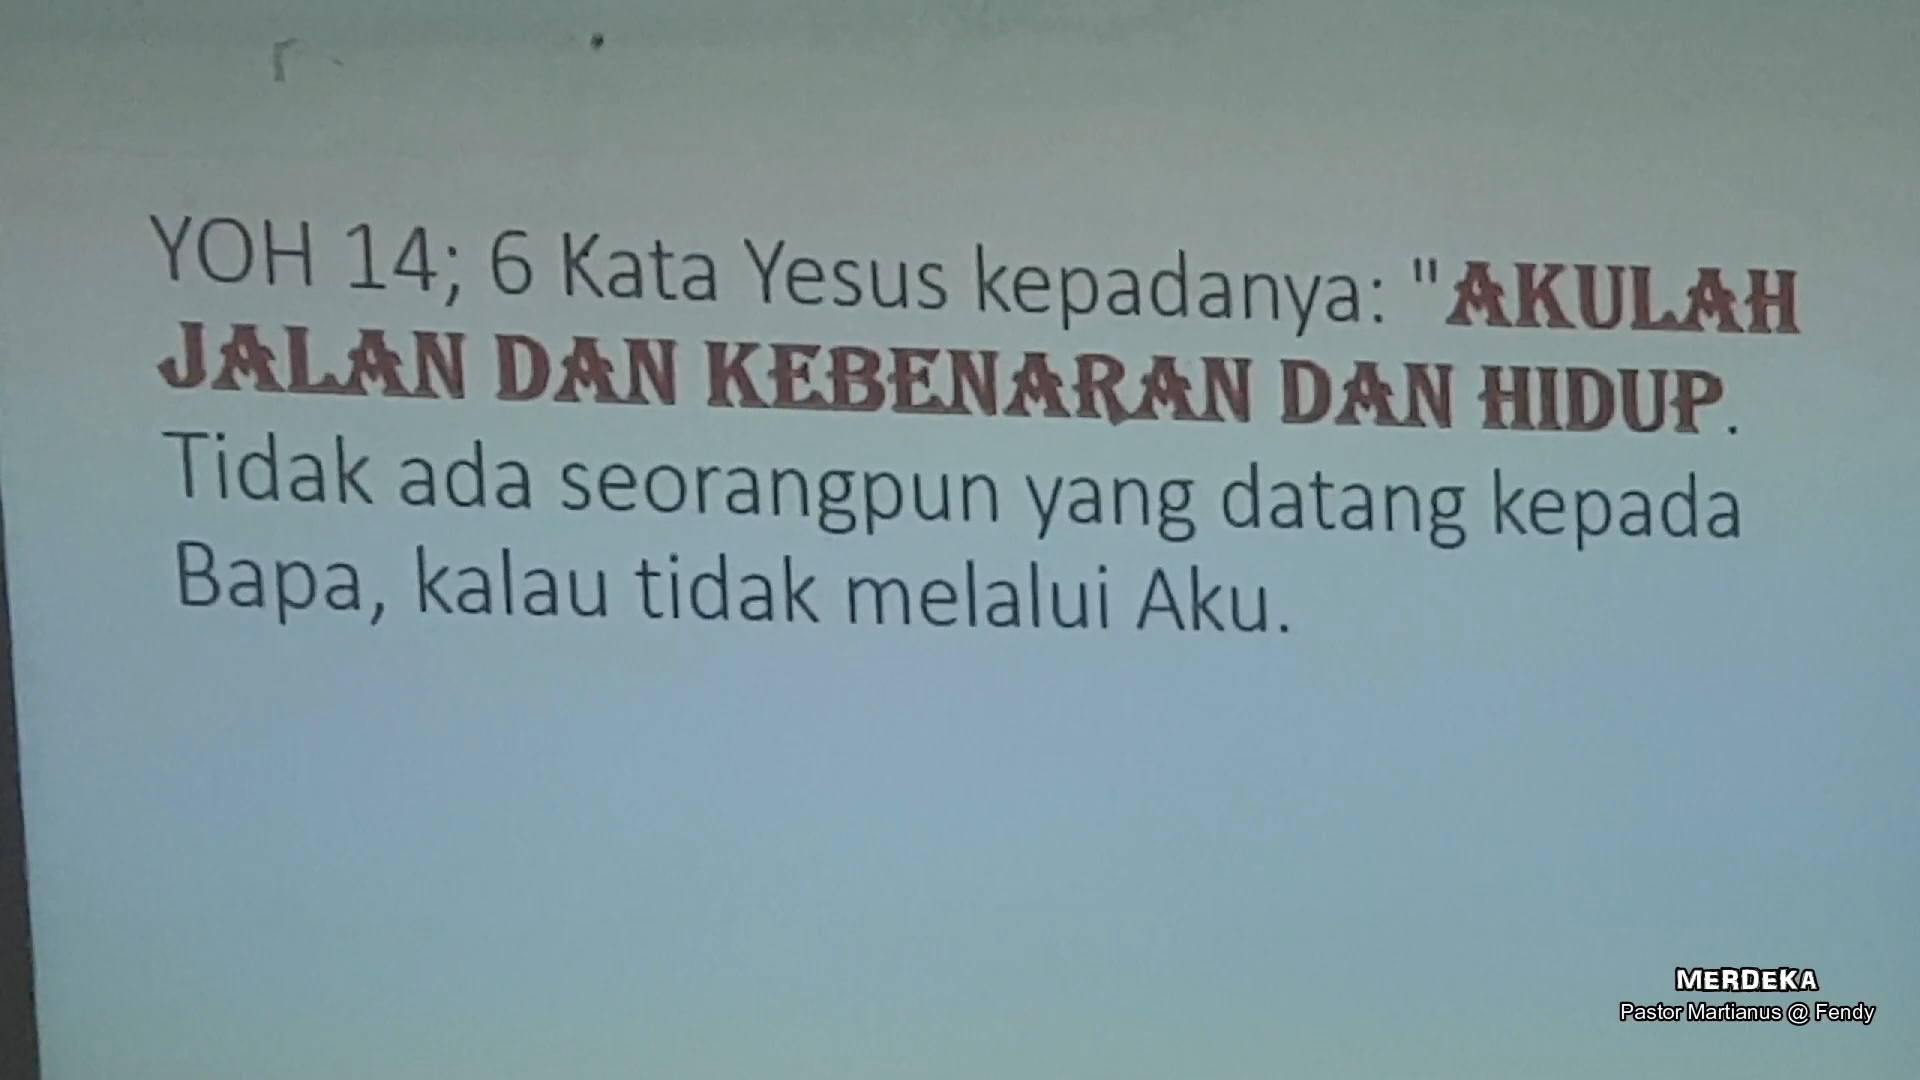 YOH 14; 6 Kata Yesus kepadanya: "AKULAH
JALAN DAN KEBENARAN DAN HIDUP.
Tidak ada seorangpun yang datang kepada
Bapa, kalau tidak melalui Aku.
MERDEKA
Pastor Martianus @ Fendy